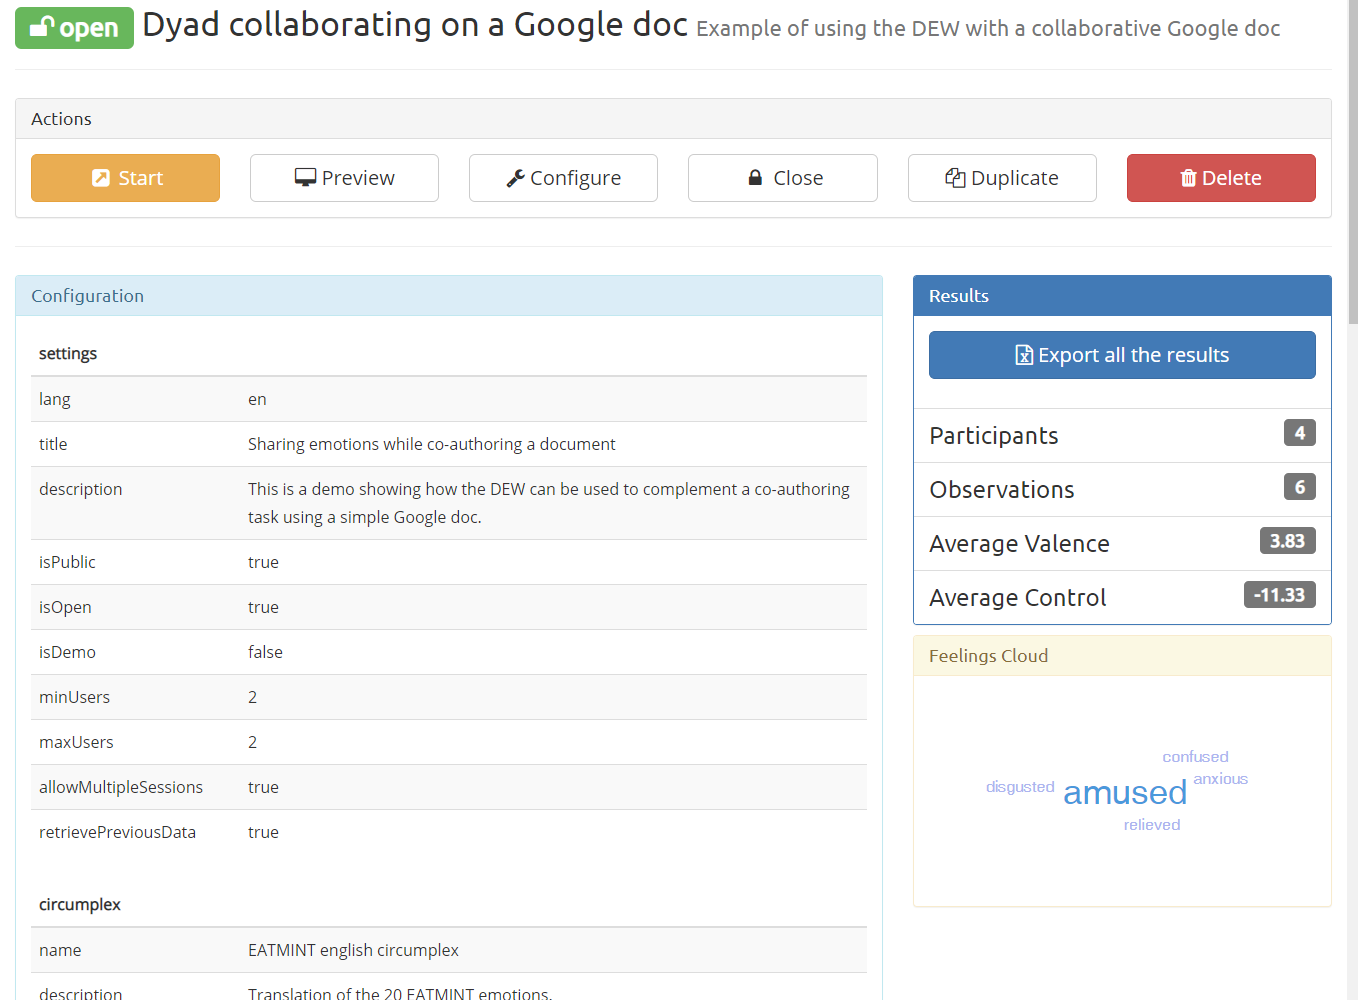 open Dyad collaborating on a Google doc Example of using the DEW with a collaborative Google doc
Actions
Start
Preview
Configure
Close
Duplicate
Delete
Configuration
settings
lang en
title Sharing emotions while co-authoring a document
description This is a demo showing how the DEW can be used to complement a co-authoring
task using a simple Google doc.
isPublic true
isOpen true
isDemo false
minUsers 2
maxUsers 2
allowMultipleSessions true
retrievePreviousData true
circumplex
name EATMINT english circumplex
description Translation of the 20 EATMINT emotions.
Results
Export all the results
Participants 4
Observations 6
Average Valence 3.83
Average Control -11.33
Feelings Cloud
confused
anxious
disgusted
amused
relieved